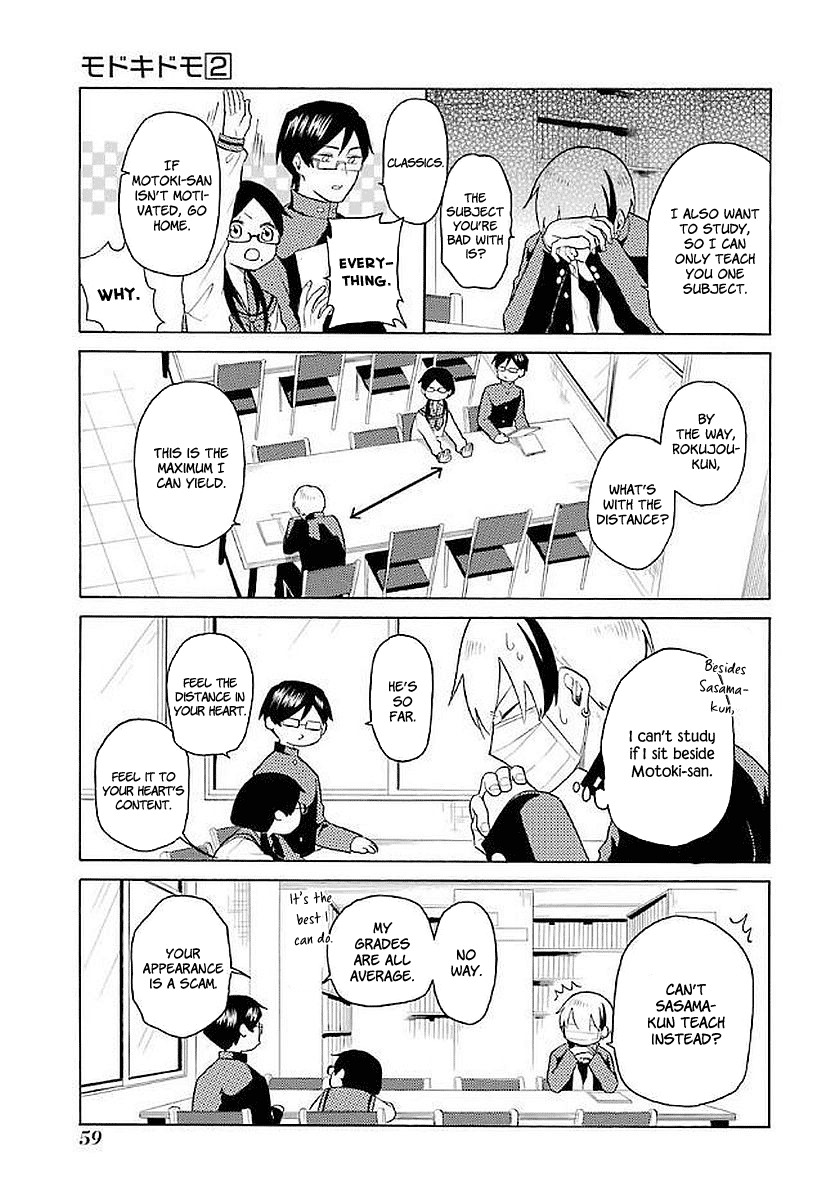 モドキドモ2
I ALSO WANT
TO STUDY,
SO I CAN
ONLY TEACH
YOU ONE
SUBJECT.
THE
SUBJECT
YOU'RE
BAD WITH
IS?
CLASSICS.
EVERY-
THING.
IF
MOTOKI-SAN
ISN'T MOTI-
VATED, GO
HOME.
WHY.
BY
THE WAY,
ROKUJOU-
KUN,
WHAT'S
WITH THE
DISTANCE?
THIS IS THE
MAXIMUM I
CAN YIELD.
Besides
Sasama-
kun,
I can't study
if I sit beside
Motoki-san.
HE'S
SO
FAR.
FEEL THE
DISTANCE IN
YOUR HEART.
FEEL IT TO
YOUR HEART'S
CONTENT.
CAN'T
SASAMA-
KUN TEACH
INSTEAD?
NO
WAY.
MY
GRADES
ARE ALL
AVERAGE.
It's the
best I
can do.
YOUR
APPEARANCE
IS A SCAM.
59